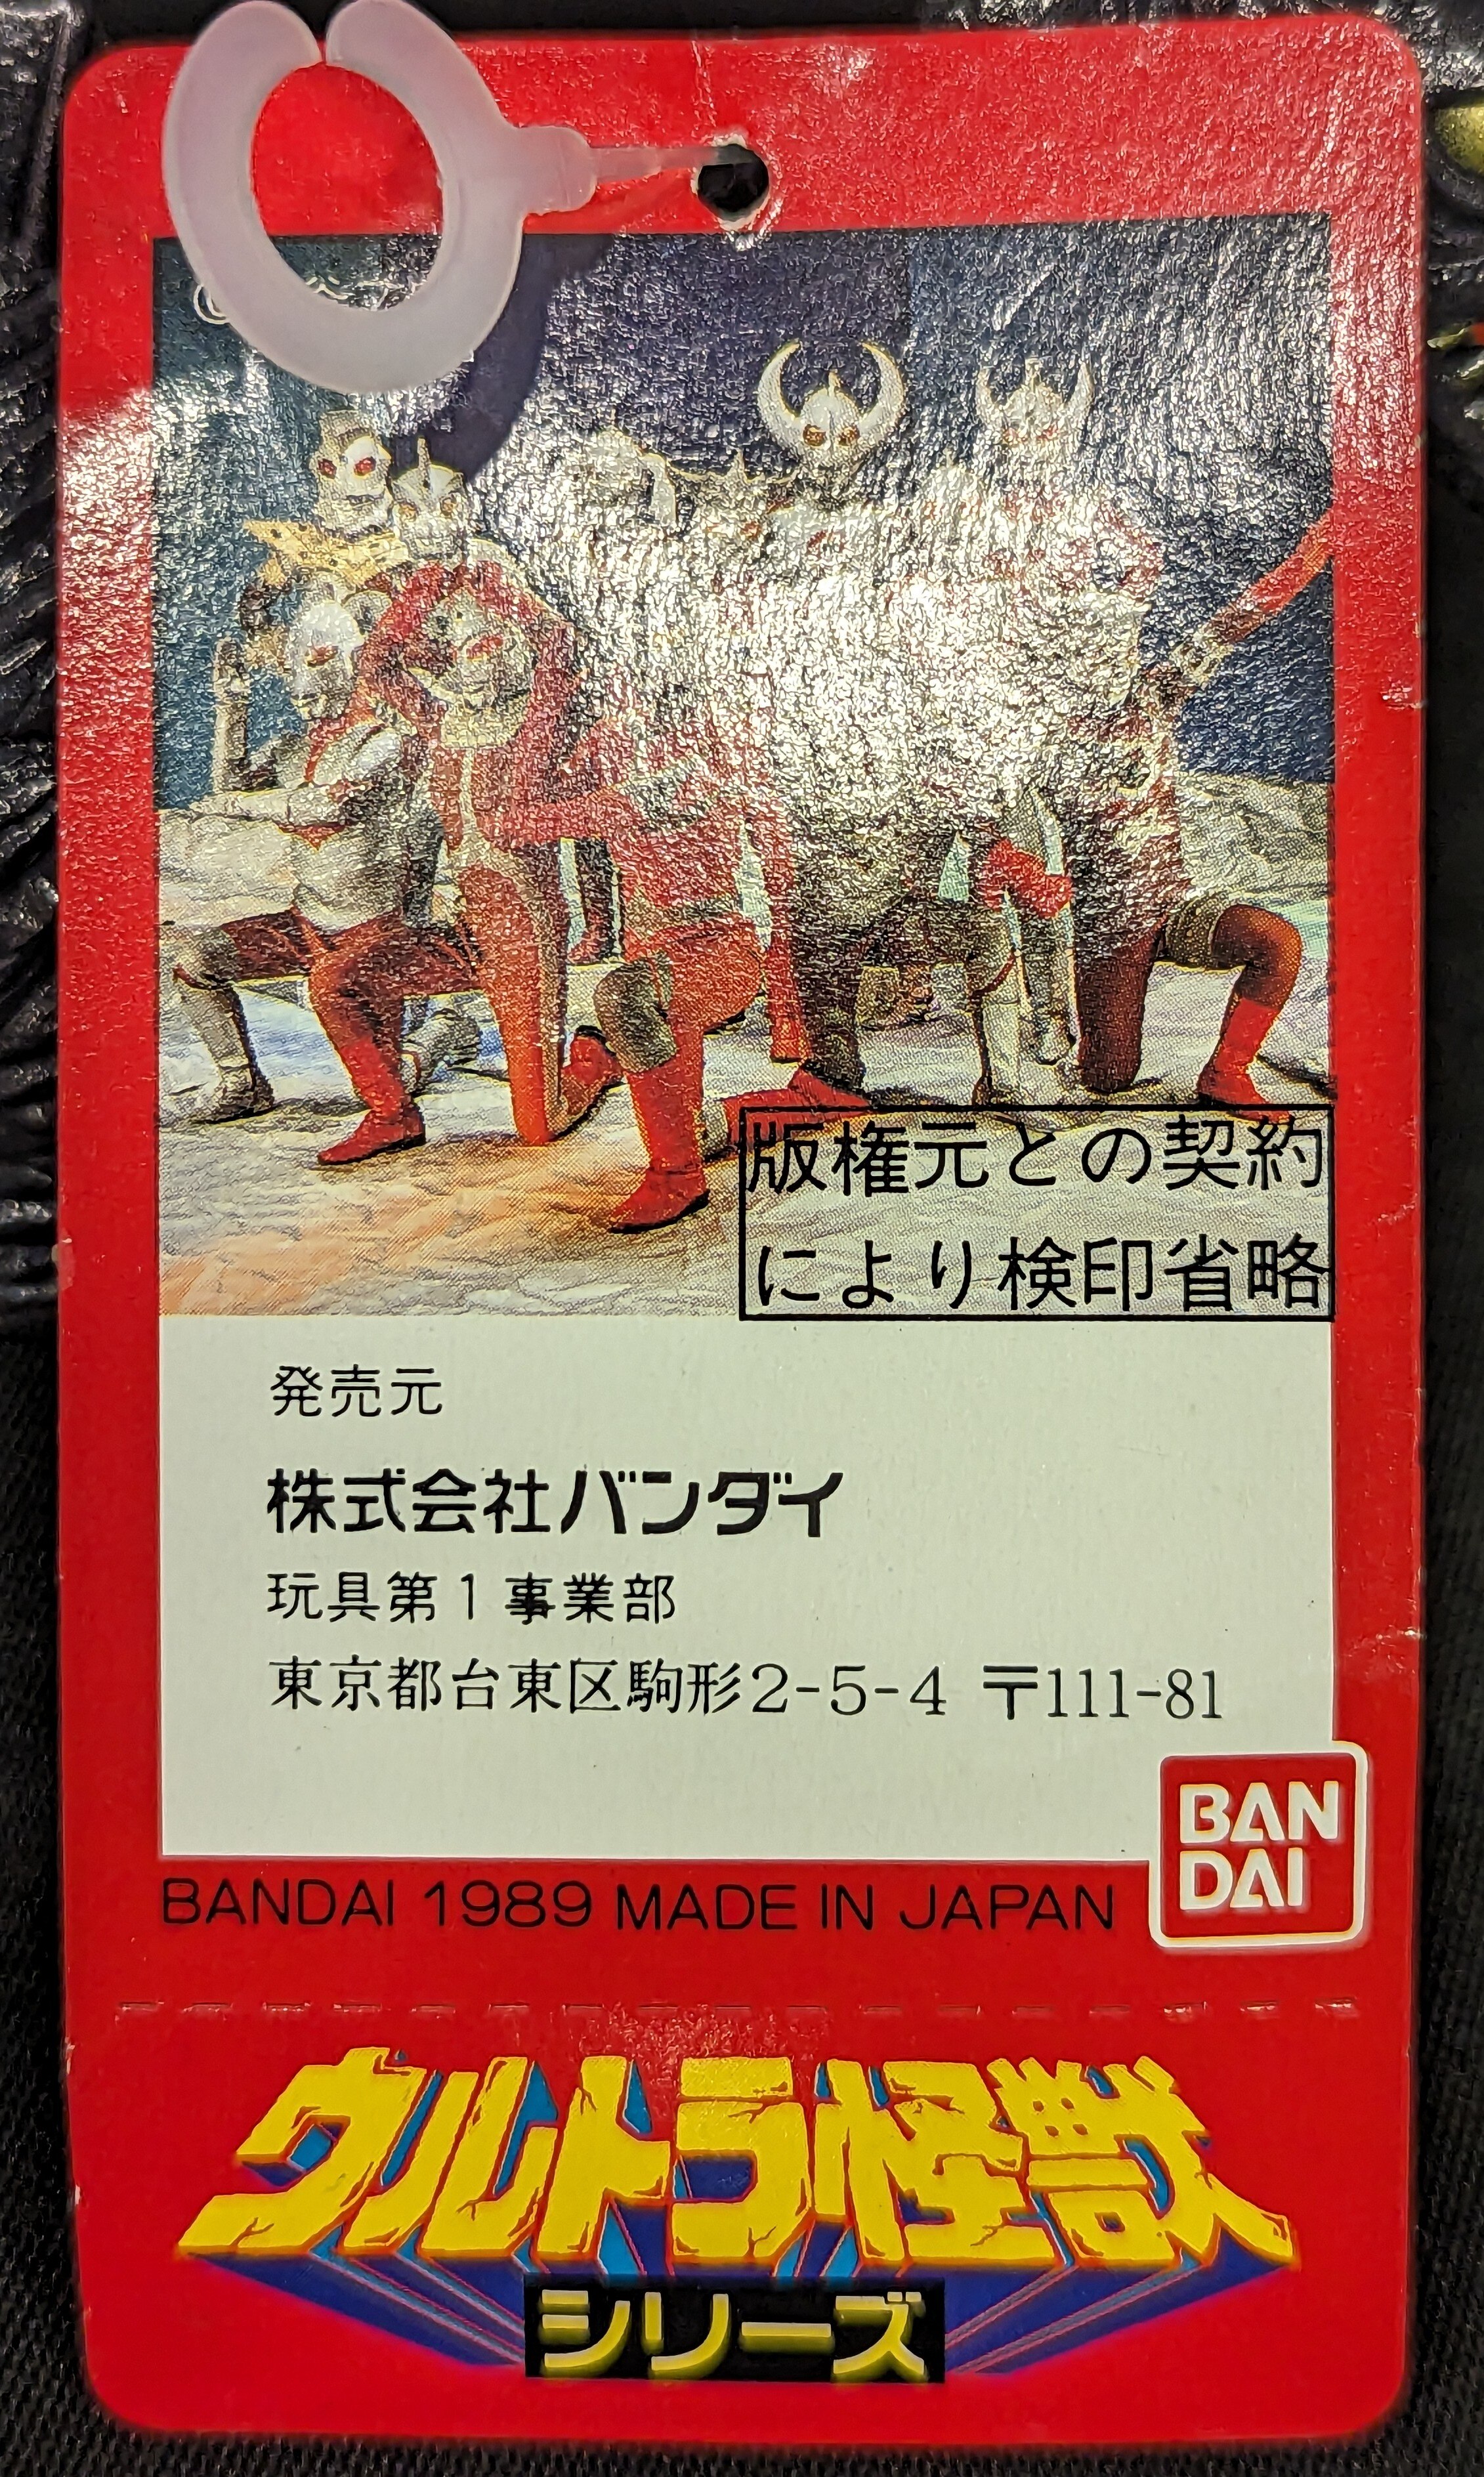 版権元との契約
により検印省略
発売元
株式会社バンダイ
玩具第1事業部
東京都台東区駒形2-5-4 〒111-81
BAN
DAI
BANDAI 1989 MADE IN JAPAN
ウルトラ怪獣
シリーズ